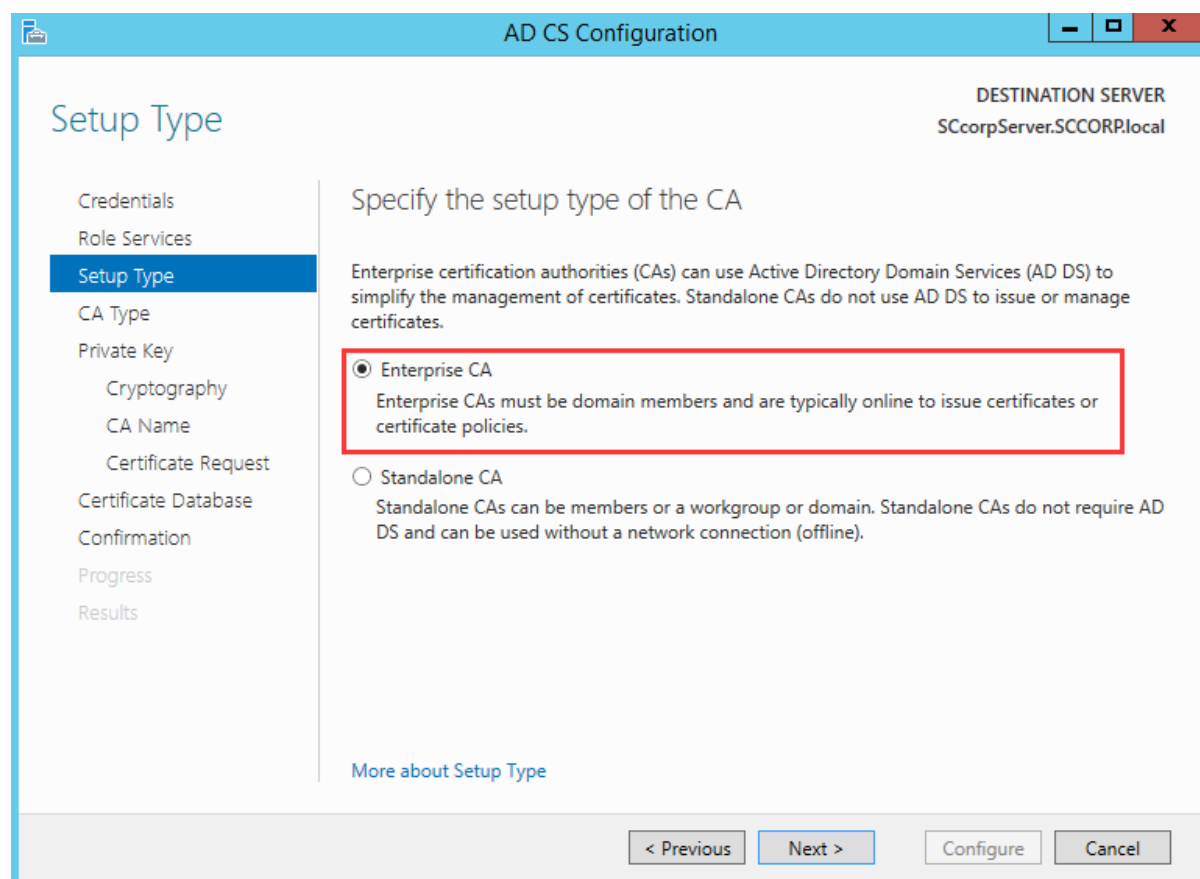 AD CS Configuration
Setup Type
DESTINATION SERVER
SCcorpServer.SCCORP.local
Credentials
Role Services
Setup Type
CA Type
Private Key
Cryptography
CA Name
Certificate Request
Certificate Database
Confirmation
Progress
Results
Specify the setup type of the CA
Enterprise certification authorities (CAs) can use Active Directory Domain Services (AD DS) to
simplify the management of certificates. Standalone CAs do not use AD DS to issue or manage
certificates.
Enterprise CA
Enterprise CAs must be domain members and are typically online to issue certificates or
certificate policies.
Standalone CA
Standalone CAs can be members or a workgroup or domain. Standalone CAs do not require AD
DS and can be used without a network connection (offline).
More about Setup Type
< Previous
Next >
Configure
Cancel